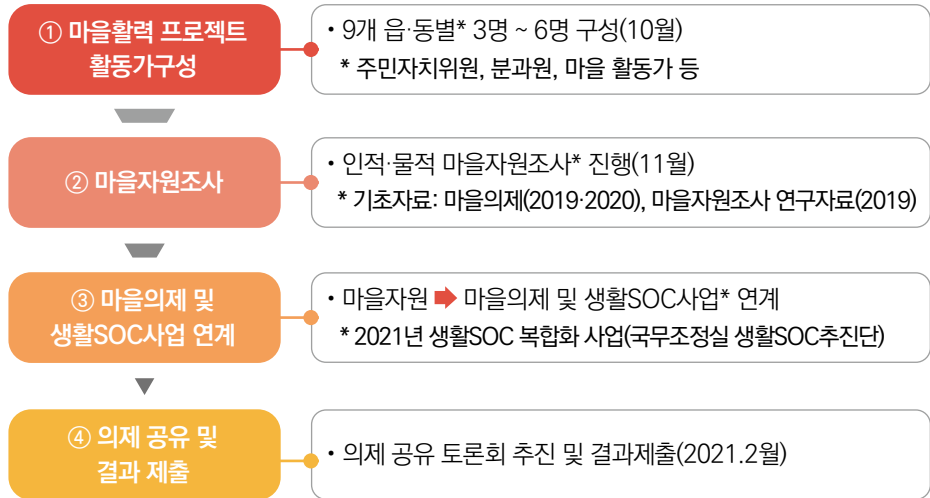 ① 마을활력 프로젝트
활동가구성
• 9개 읍·동별* 3명 ~ 6명 구성(10월)
* 주민자치위원, 분과원, 마을 활동가 등
② 마을자원조사
• 인적·물적 마을자원조사* 진행(11월)
* 기초자료: 마을의제(2019·2020), 마을자원조사 연구자료(2019)
③ 마을의제 및
생활SOC사업 연계
• 마을자원 ➡ 마을의제 및 생활SOC사업* 연계
* 2021년 생활SOC 복합화 사업(국무조정실 생활SOC추진단)
④ 의제 공유 및
결과 제출
• 의제 공유 토론회 추진 및 결과제출(2021.2월)